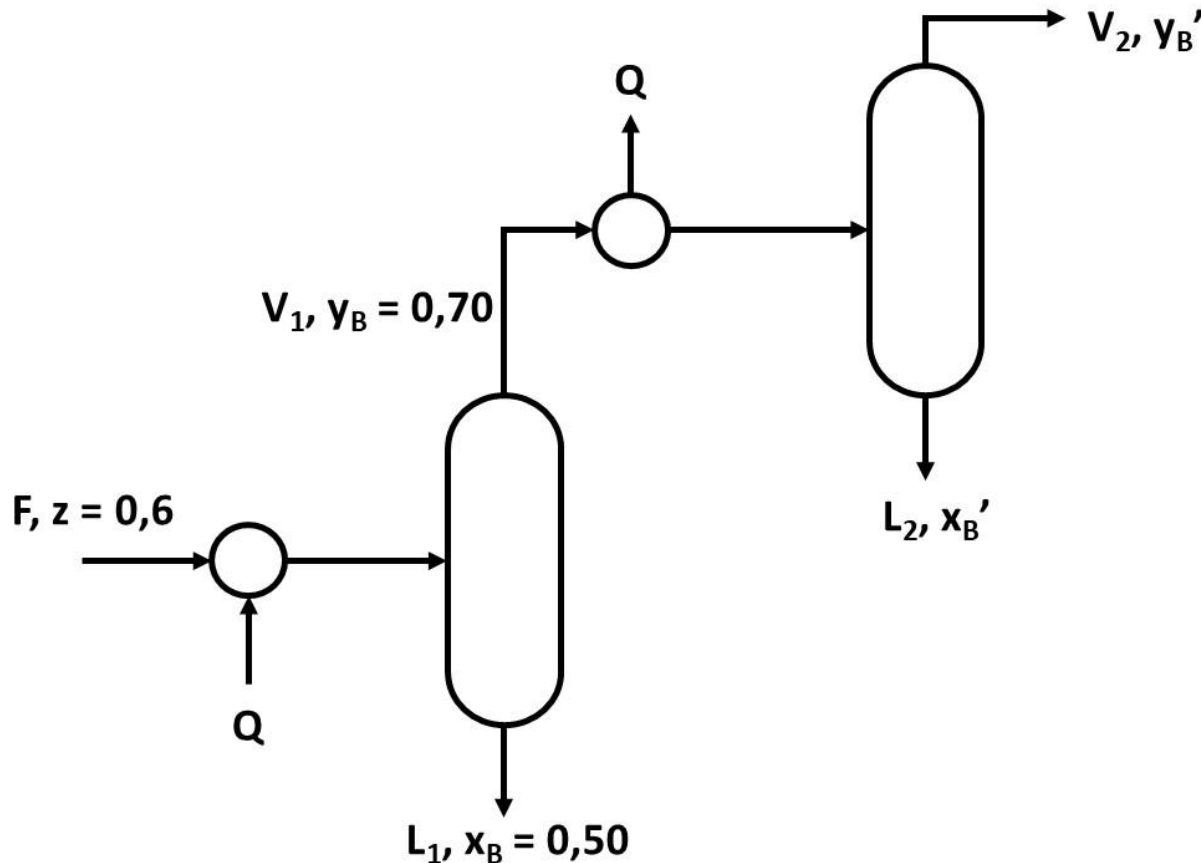 V₂, y_B'
Q
V₁, y_B = 0,70
F, z = 0,6
L₂, x_B'
Q
L₁, x_B = 0,50